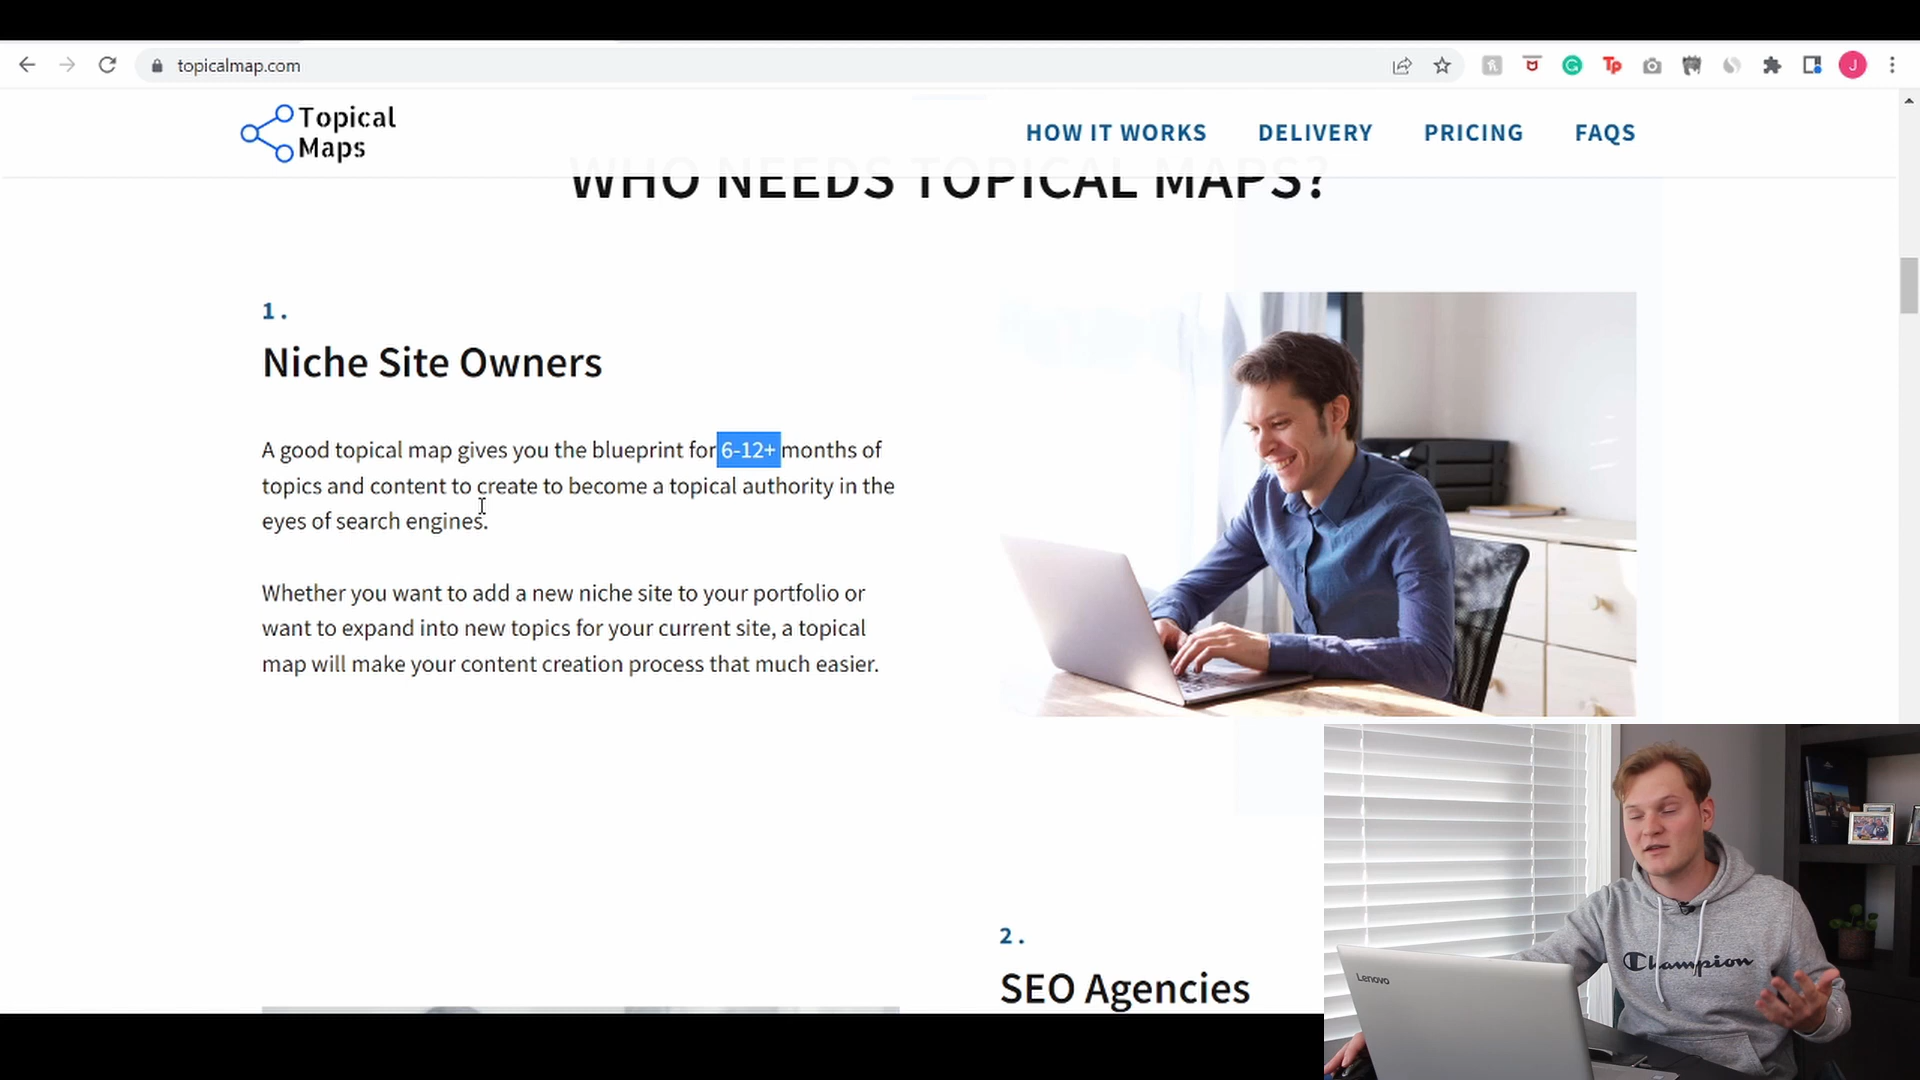 topicalmap.com
Tp
J
Topical
Maps
HOW IT WORKS
DELIVERY
PRICING
FAQS
WHO NEEDS TOPICAL MAPS?
1.
Niche Site Owners
A good topical map gives you the blueprint for 6-12+ months of
topics and content to create to become a topical authority in the
eyes of search engines.
Whether you want to add a new niche site to your portfolio or
want to expand into new topics for your current site, a topical
map will make your content creation process that much easier.
2.
SEO Agencies
Lenovo
Champion